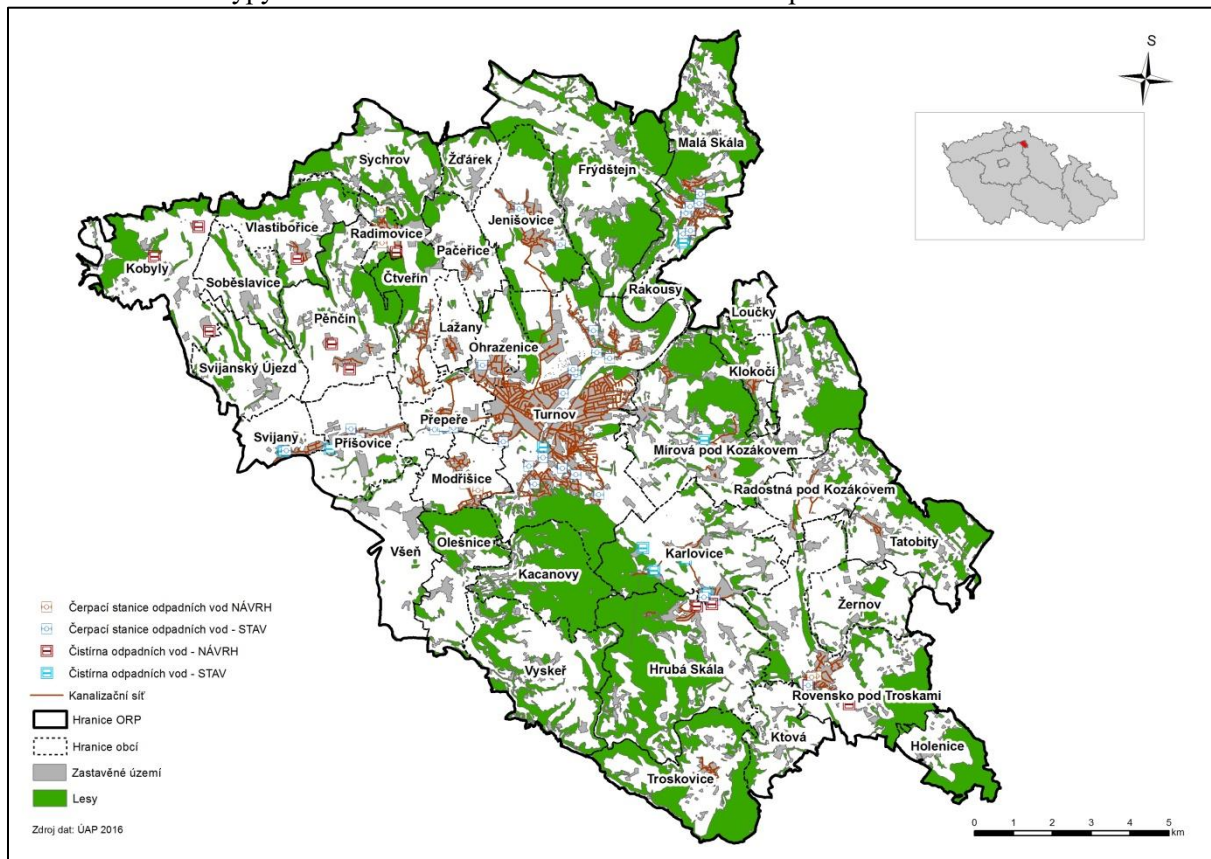 S
Malá Skála
Sychrov
Žďárek
Frýdštejn
Jenišovice
Vlastibořice
Radimovice
Pačeřice
Kobyly
Čtveřín
Soběslavice
Rakousy
Loučky
Pěnčín
Lažany
Ohrazenice
Svijanský Újezd
Klokočí
Turnov
Přepeře
Svijany
Příšovice
Mírová pod Kozákovem
Modřišice
Radostná pod Kozákovem
Olešnice
Všeň
Karlovice
Tatobity
Kacanovy
Žernov
Vyskeř
Hrubá Skála
Rovensko pod Troskami
Ktová
Holenice
Troskovice
Čerpací stanice odpadních vod NÁVRH
Čerpací stanice odpadních vod - STAV
Čistírna odpadních vod - NÁVRH
Čistírna odpadních vod - STAV
Kanalizační síť
Hranice ORP
Hranice obcí
Zastavěné území
Lesy
Zdroj dat: ÚAP 2016
0 1 2 3 4 5
km